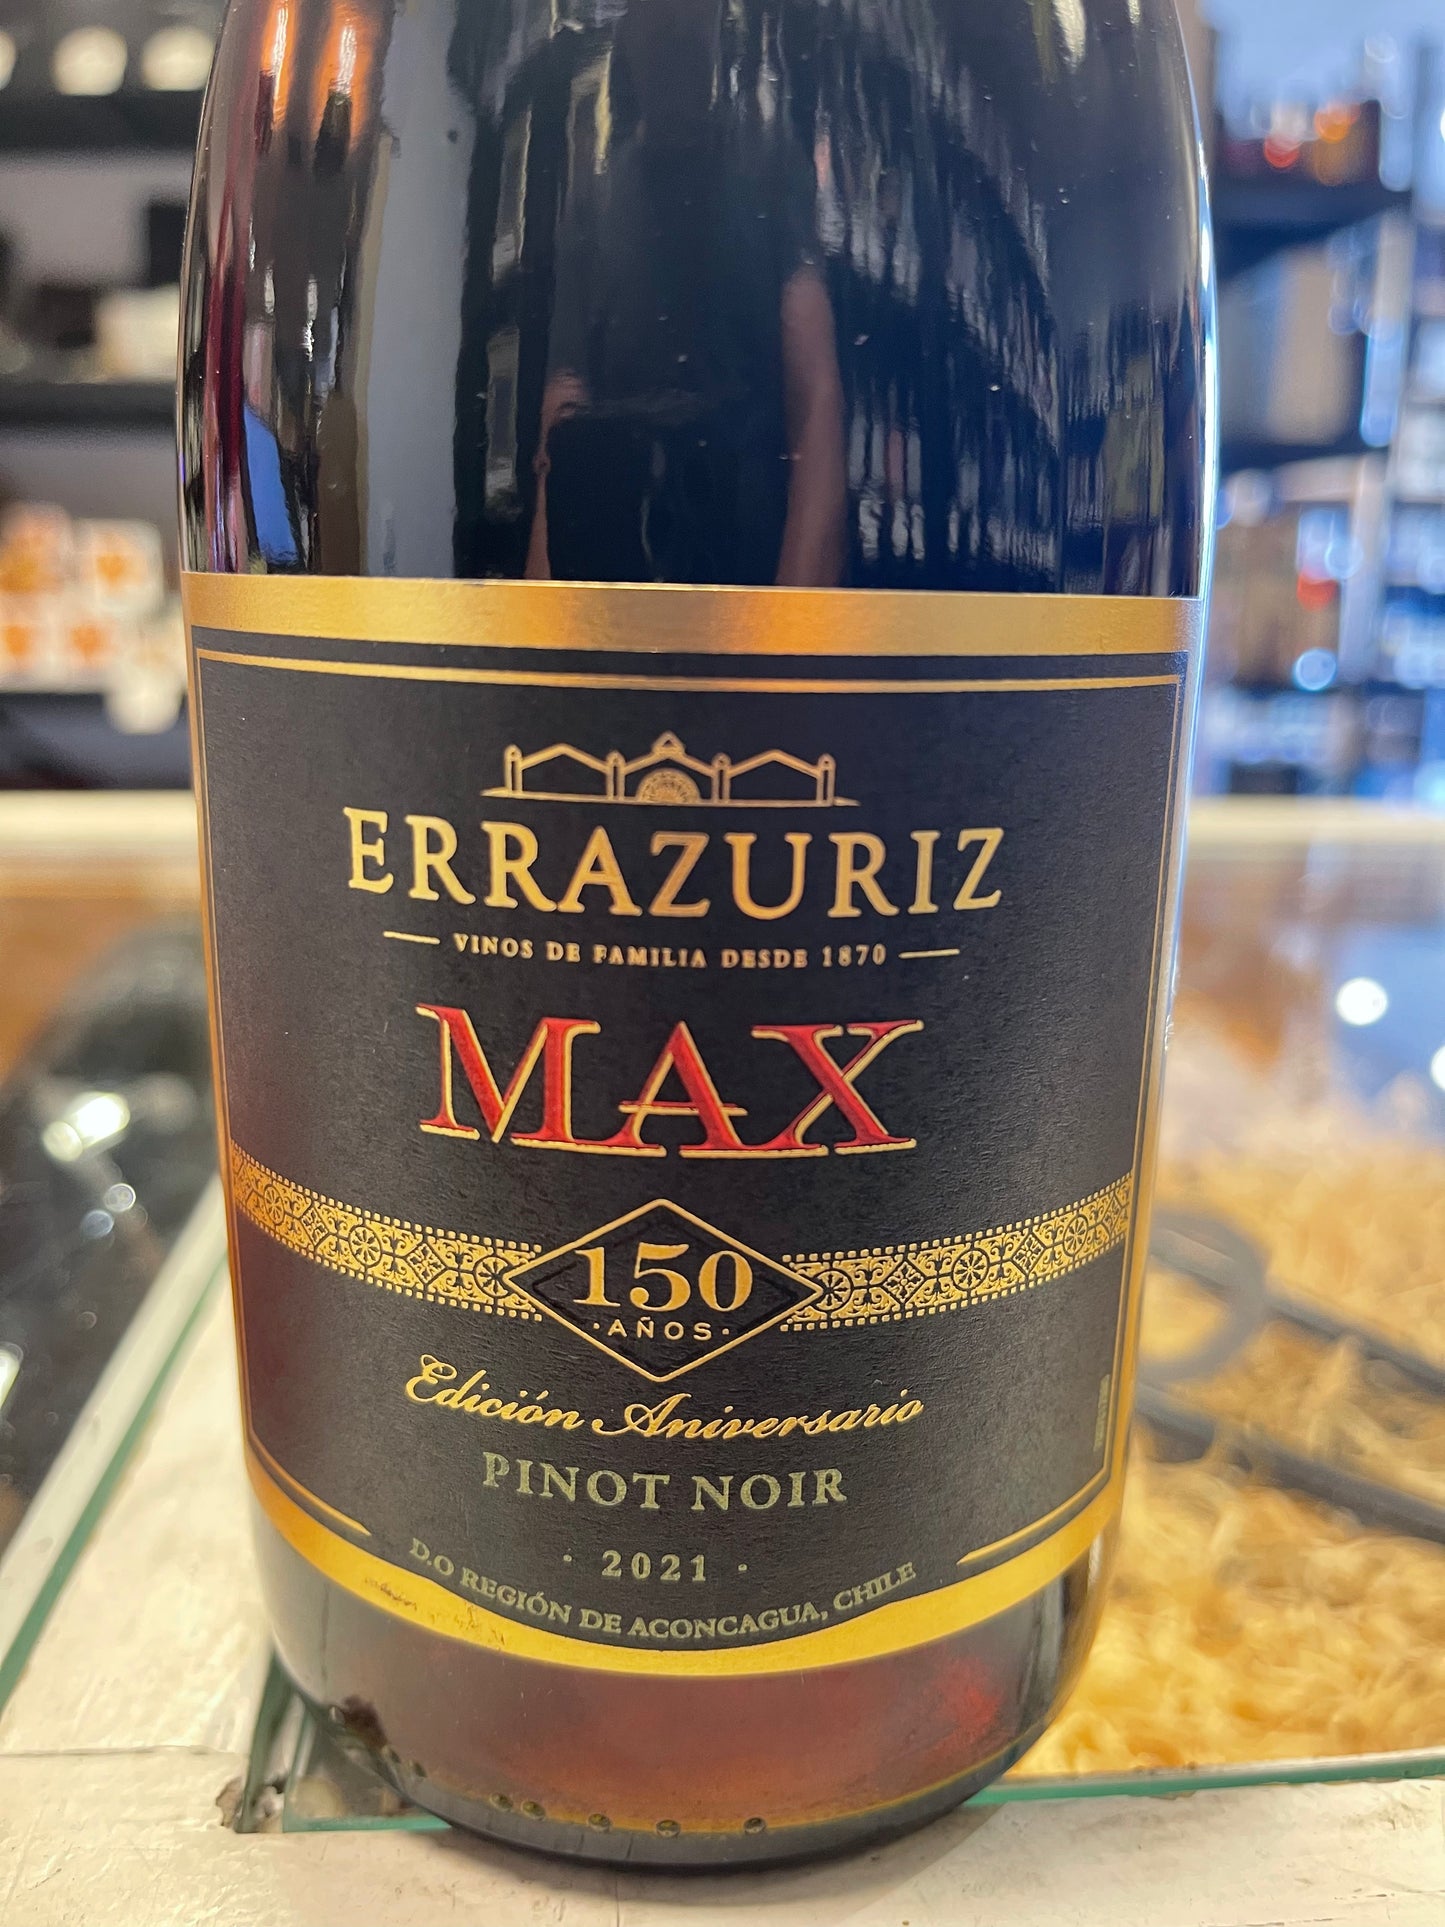 ERRAZURIZ
VINOS DE FAMILIA DESDE 1870
MAX
150
·AÑOS·
Edición Aniversario
PINOT NOIR
· 2021 ·
D.O REGIÓN DE ACONCAGUA, CHILE